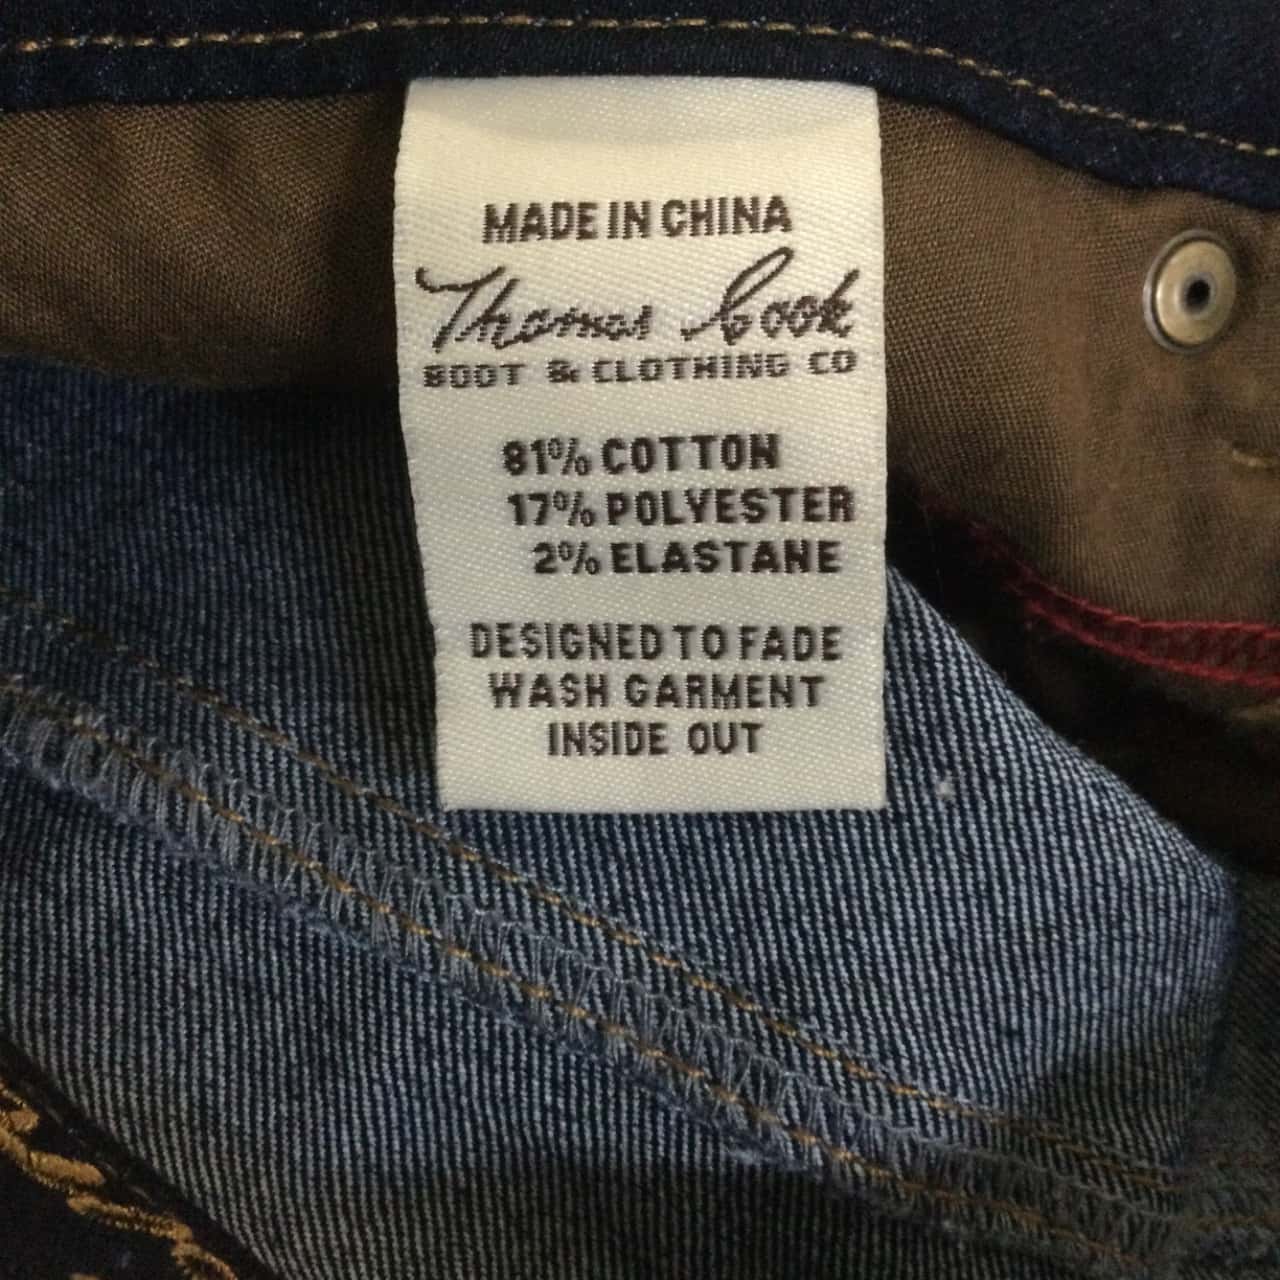 MADE IN CHINA
Thomas Cook
BOOT & CLOTHING CO
81% COTTON
17% POLYESTER
2% ELASTANE
DESIGNED TO FADE
WASH GARMENT
INSIDE OUT